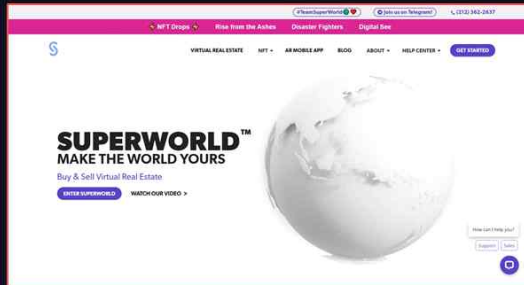 #TeamSuperWorld🌎❤️
Join us on Telegram!
(212) 362-2637
NFT Drops
Rise from the Ashes
Disaster Fighters
Digital See
VIRTUAL REAL ESTATE
NFT
AR MOBILE APP
BLOG
ABOUT
HELP CENTER
GET STARTED
SUPERWORLD™
MAKE THE WORLD YOURS
Buy & Sell Virtual Real Estate
ENTER SUPERWORLD
WATCH OUR VIDEO >
How can I help you?
Support
Sales